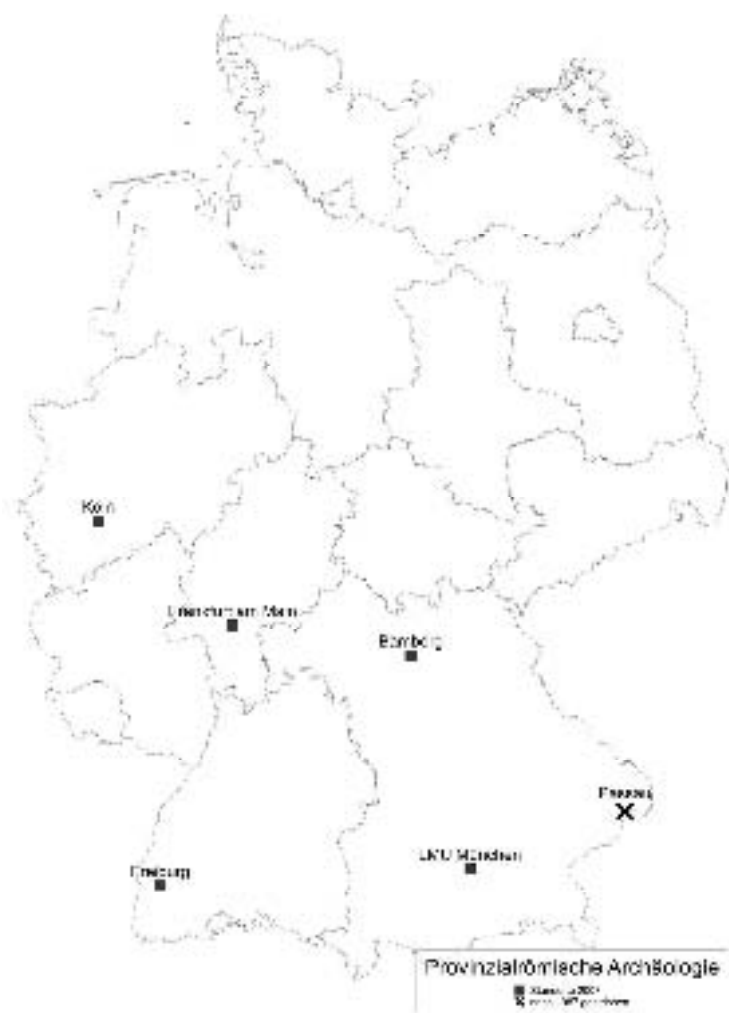 Köln
Frankfurt am Main
Bamberg
Passau
LMU München
Freiburg
Provinzialrömische Archäologie